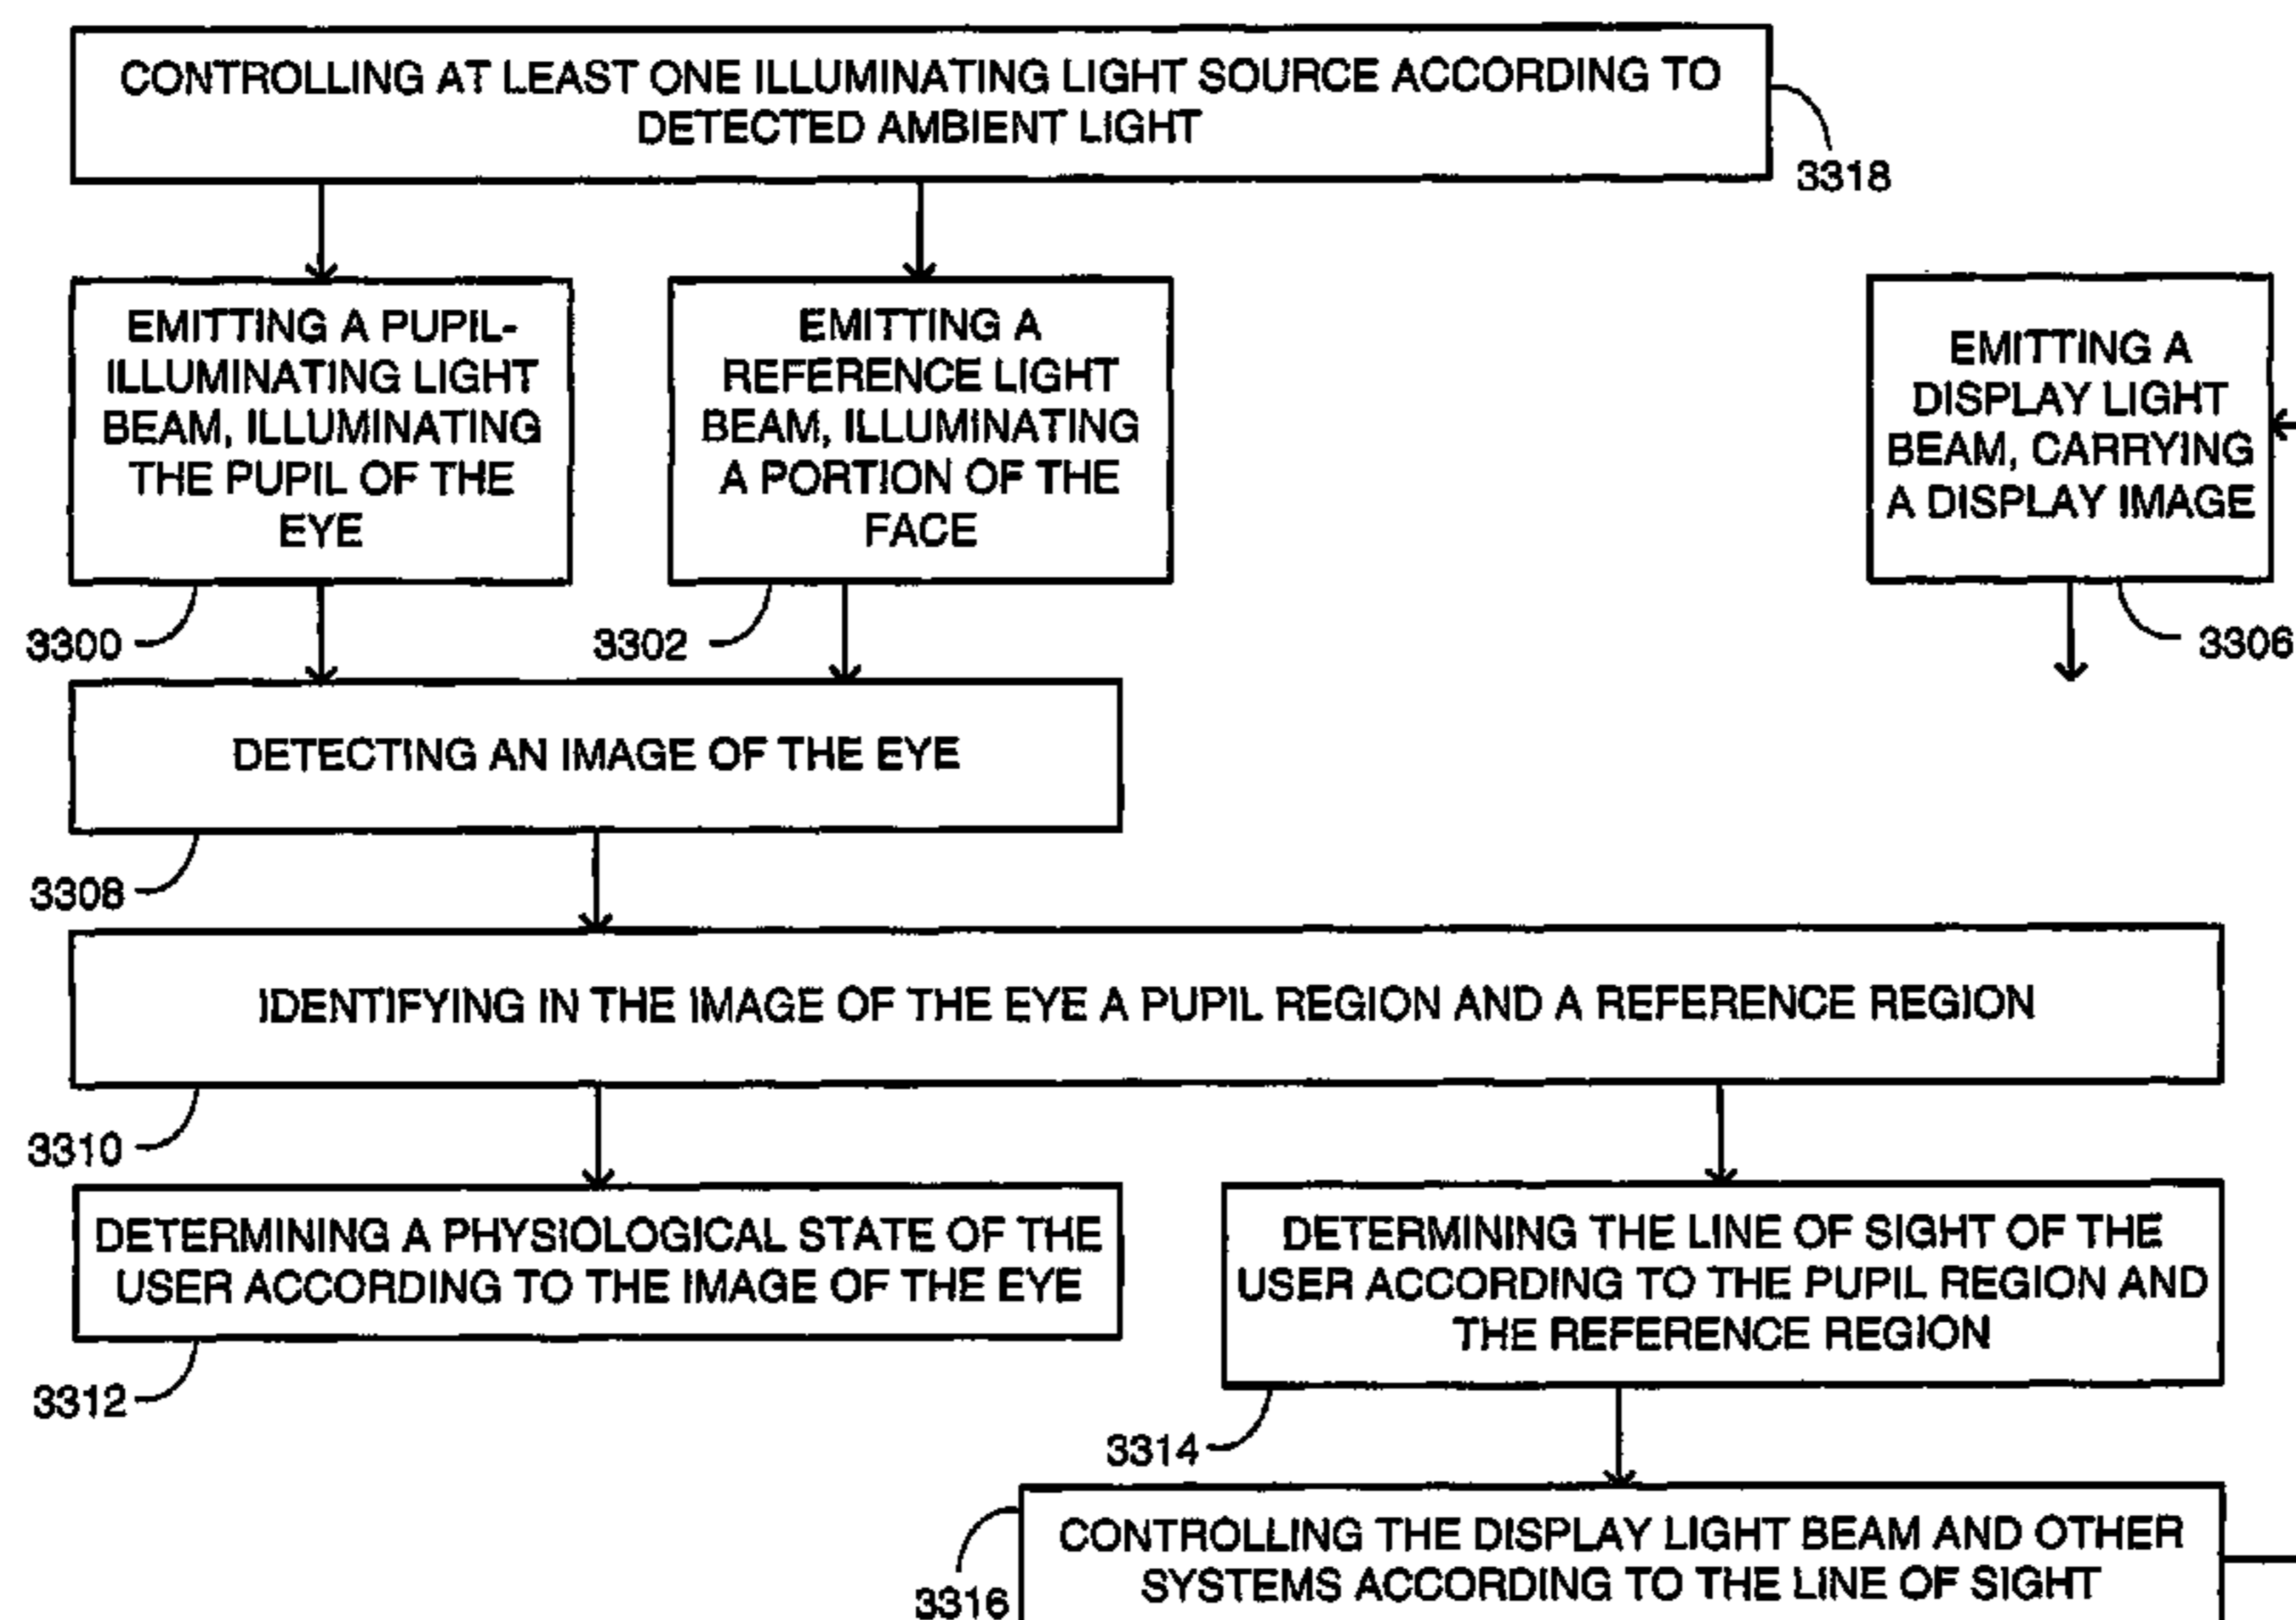 CONTROLLING AT LEAST ONE ILLUMINATING LIGHT SOURCE ACCORDING TO
DETECTED AMBIENT LIGHT
3318
EMITTING A PUPIL-
ILLUMINATING LIGHT
BEAM, ILLUMINATING
THE PUPIL OF THE
EYE
3300
EMITTING A
REFERENCE LIGHT
BEAM, ILLUMINATING
A PORTION OF THE
FACE
3302
EMITTING A
DISPLAY LIGHT
BEAM, CARRYING
A DISPLAY IMAGE
3306
DETECTING AN IMAGE OF THE EYE
3308
IDENTIFYING IN THE IMAGE OF THE EYE A PUPIL REGION AND A REFERENCE REGION
3310
DETERMINING A PHYSIOLOGICAL STATE OF THE
USER ACCORDING TO THE IMAGE OF THE EYE
3312
DETERMINING THE LINE OF SIGHT OF THE
USER ACCORDING TO THE PUPIL REGION AND
THE REFERENCE REGION
3314
CONTROLLING THE DISPLAY LIGHT BEAM AND OTHER
SYSTEMS ACCORDING TO THE LINE OF SIGHT
3316